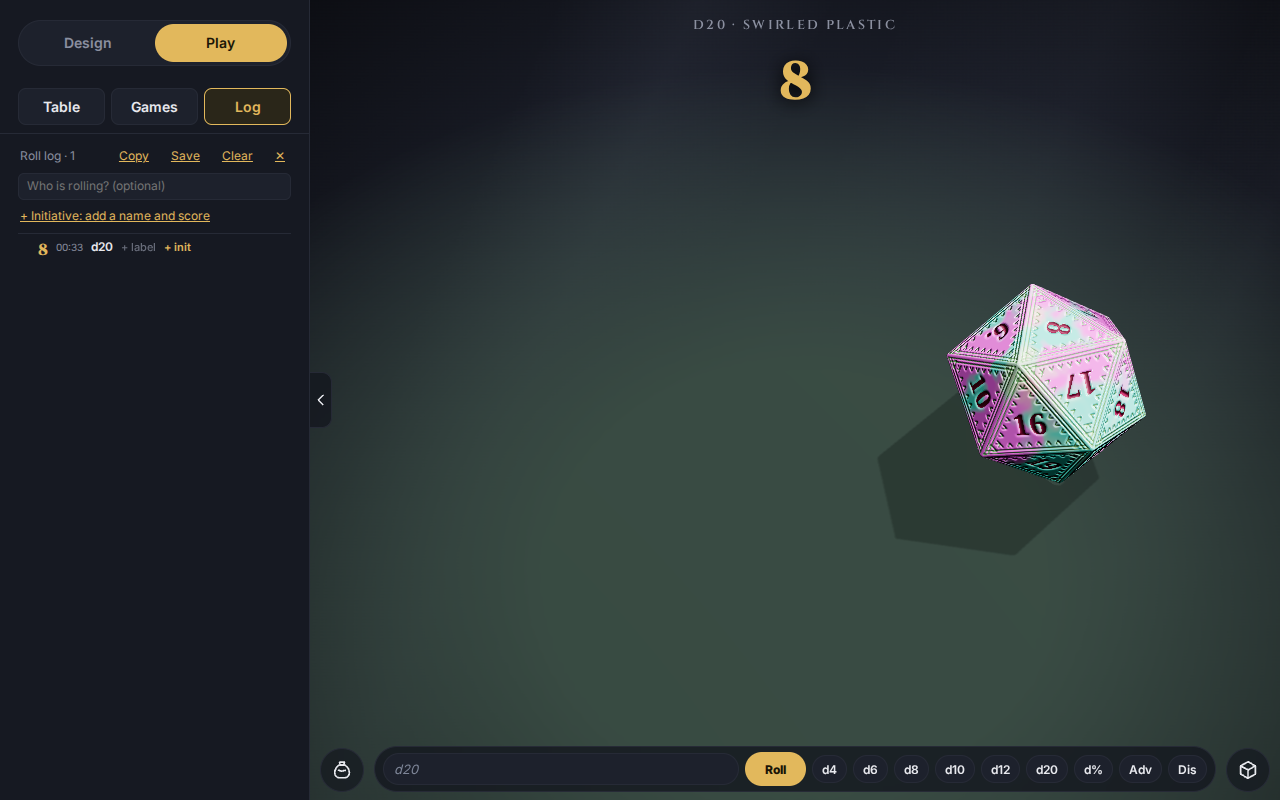 Design Play
D20 · SWIRLED PLASTIC
8
Table Games Log
Roll log · 1 Copy Save Clear ✕
Who is rolling? (optional)
+ Initiative: add a name and score
8 00:33 d20 + label + init
6. 8
10 17 18
16
d20 Roll d4 d6 d8 d10 d12 d20 d% Adv Dis